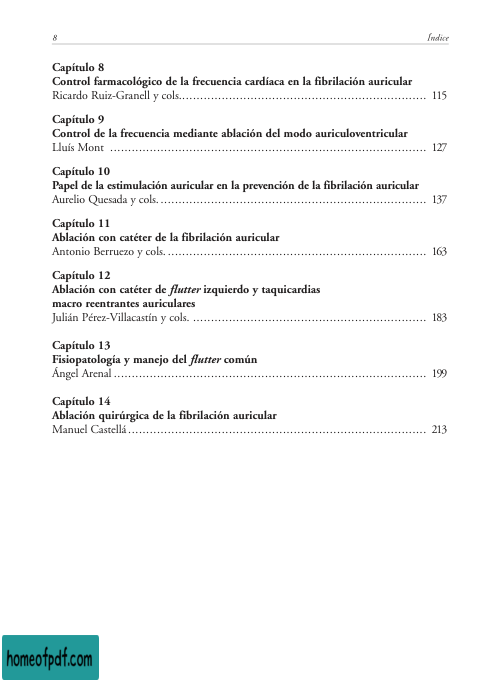 8 Índice
Capítulo 8
Control farmacológico de la frecuencia cardíaca en la fibrilación auricular
Ricardo Ruiz-Granell y cols. 115
Capítulo 9
Control de la frecuencia mediante ablación del modo auriculoventricular
Lluís Mont 127
Capítulo 10
Papel de la estimulación auricular en la prevención de la fibrilación auricular
Aurelio Quesada y cols. 137
Capítulo 11
Ablación con catéter de la fibrilación auricular
Antonio Berruezo y cols. 163
Capítulo 12
Ablación con catéter de flutter izquierdo y taquicardias
macro reentrantes auriculares
Julián Pérez-Villacastín y cols. 183
Capítulo 13
Fisiopatología y manejo del flutter común
Ángel Arenal 199
Capítulo 14
Ablación quirúrgica de la fibrilación auricular
Manuel Castellá 213
homeofpdf.com